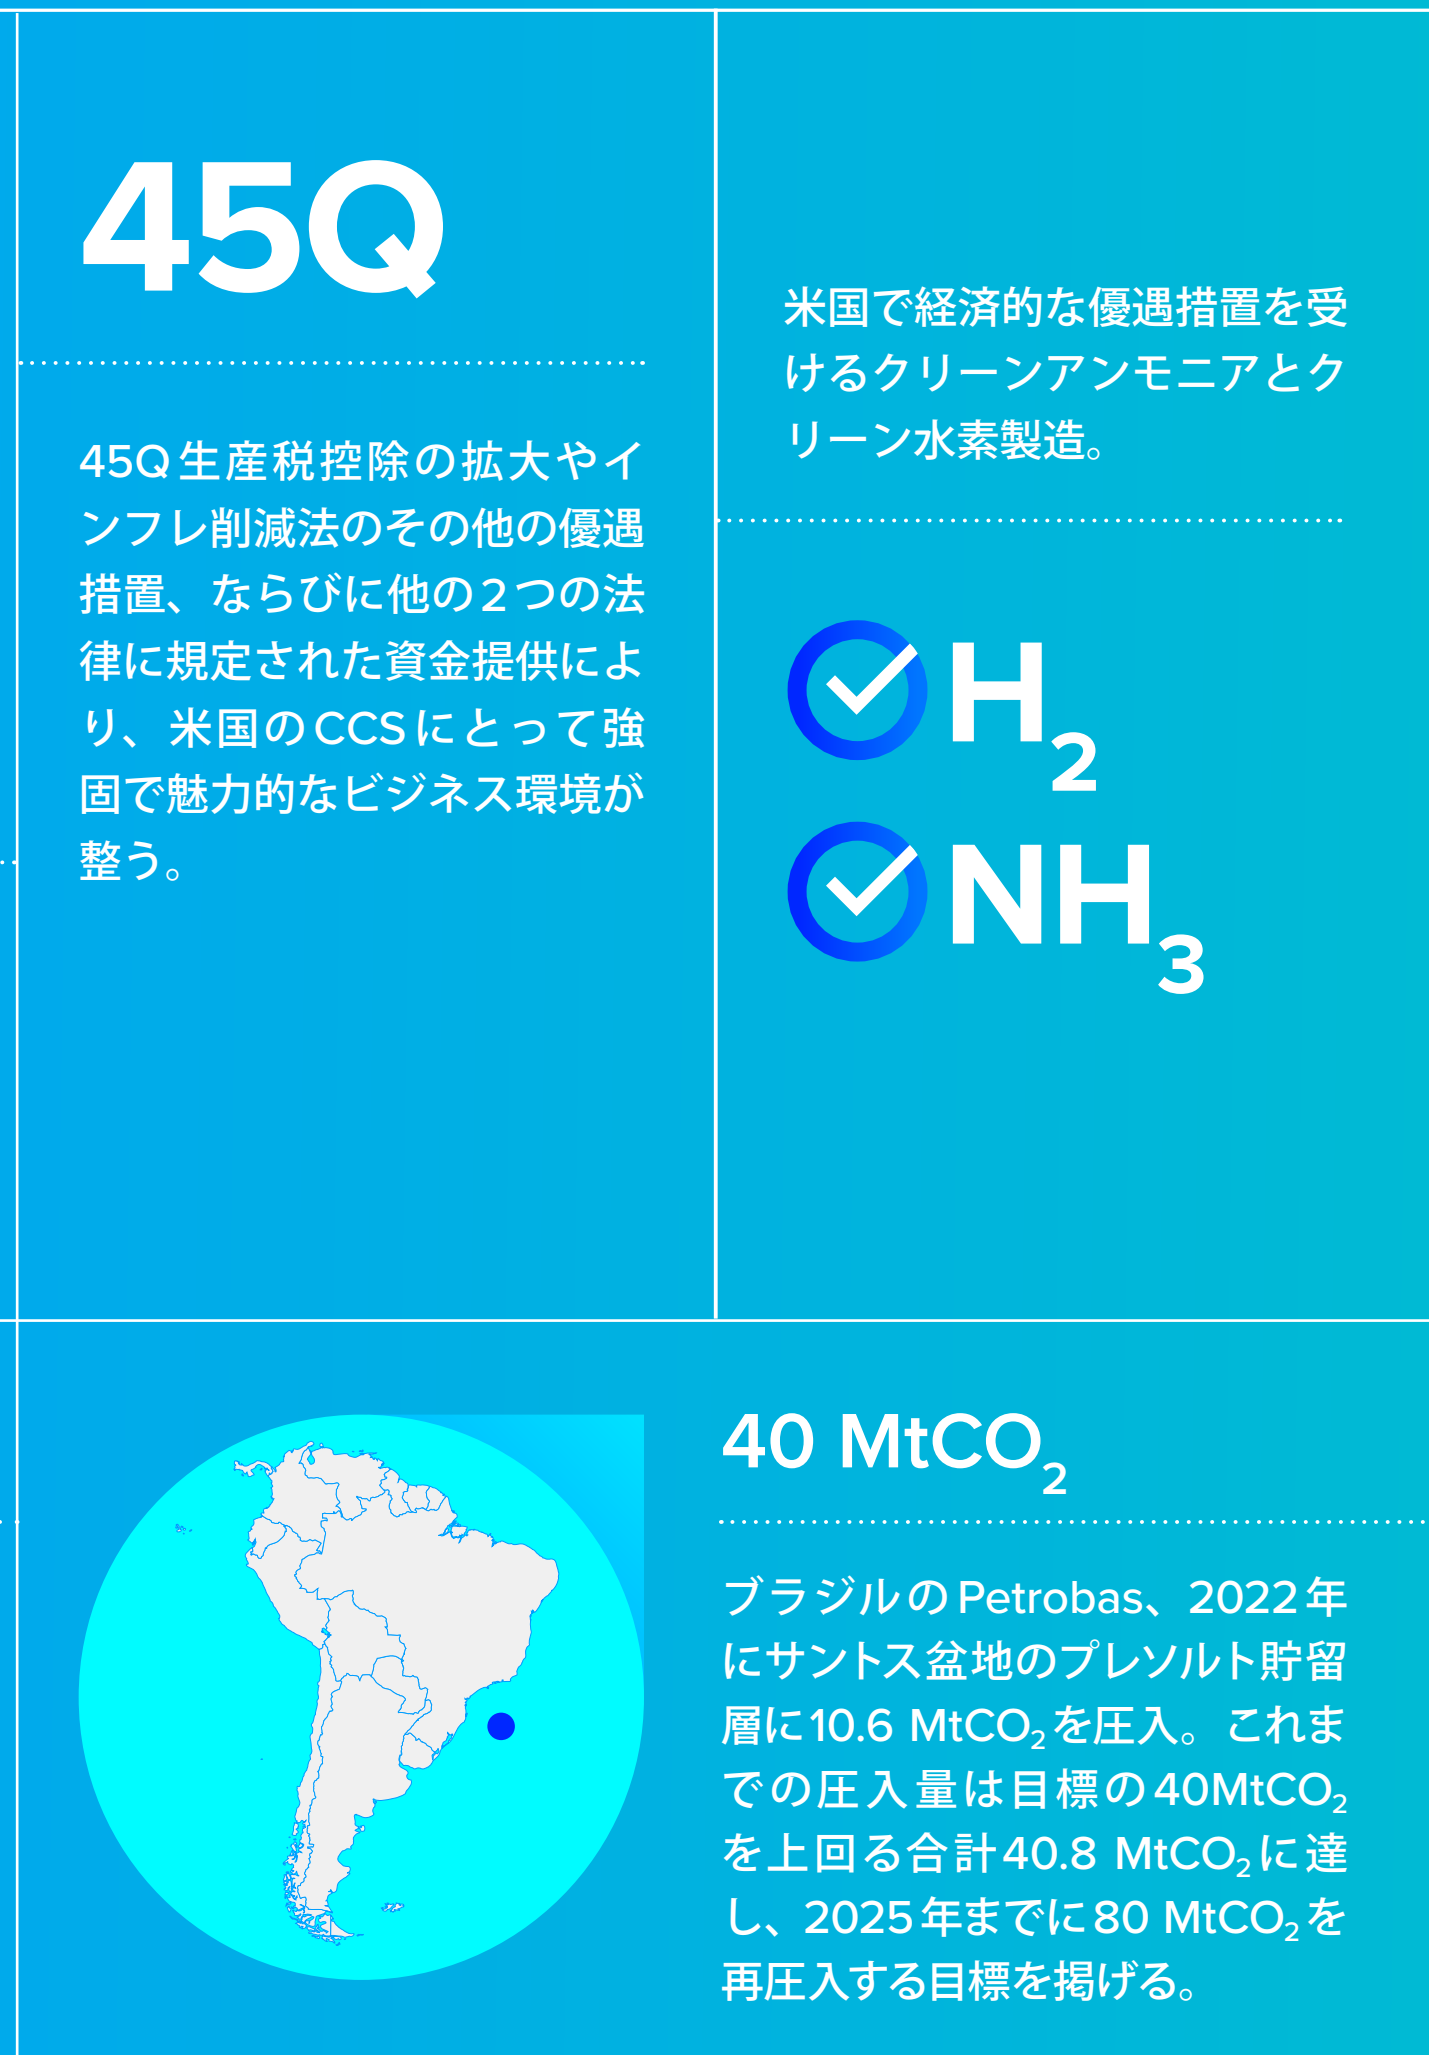 45Q
45Q生産税控除の拡大やイ
ンフレ削減法のその他の優遇
措置、ならびに他の2つの法
律に規定された資金提供によ
り、米国のCCSにとって強
固で魅力的なビジネス環境が
整う。
米国で経済的な優遇措置を受
けるクリーンアンモニアとク
リーン水素製造。
H₂
NH₃
40 MtCO₂
ブラジルのPetrobas、2022年
にサントス盆地のプレソルト貯留
層に10.6 MtCO₂を圧入。これま
での圧入量は目標の40MtCO₂
を上回る合計40.8 MtCO₂に達
し、2025年までに80 MtCO₂を
再圧入する目標を掲げる。